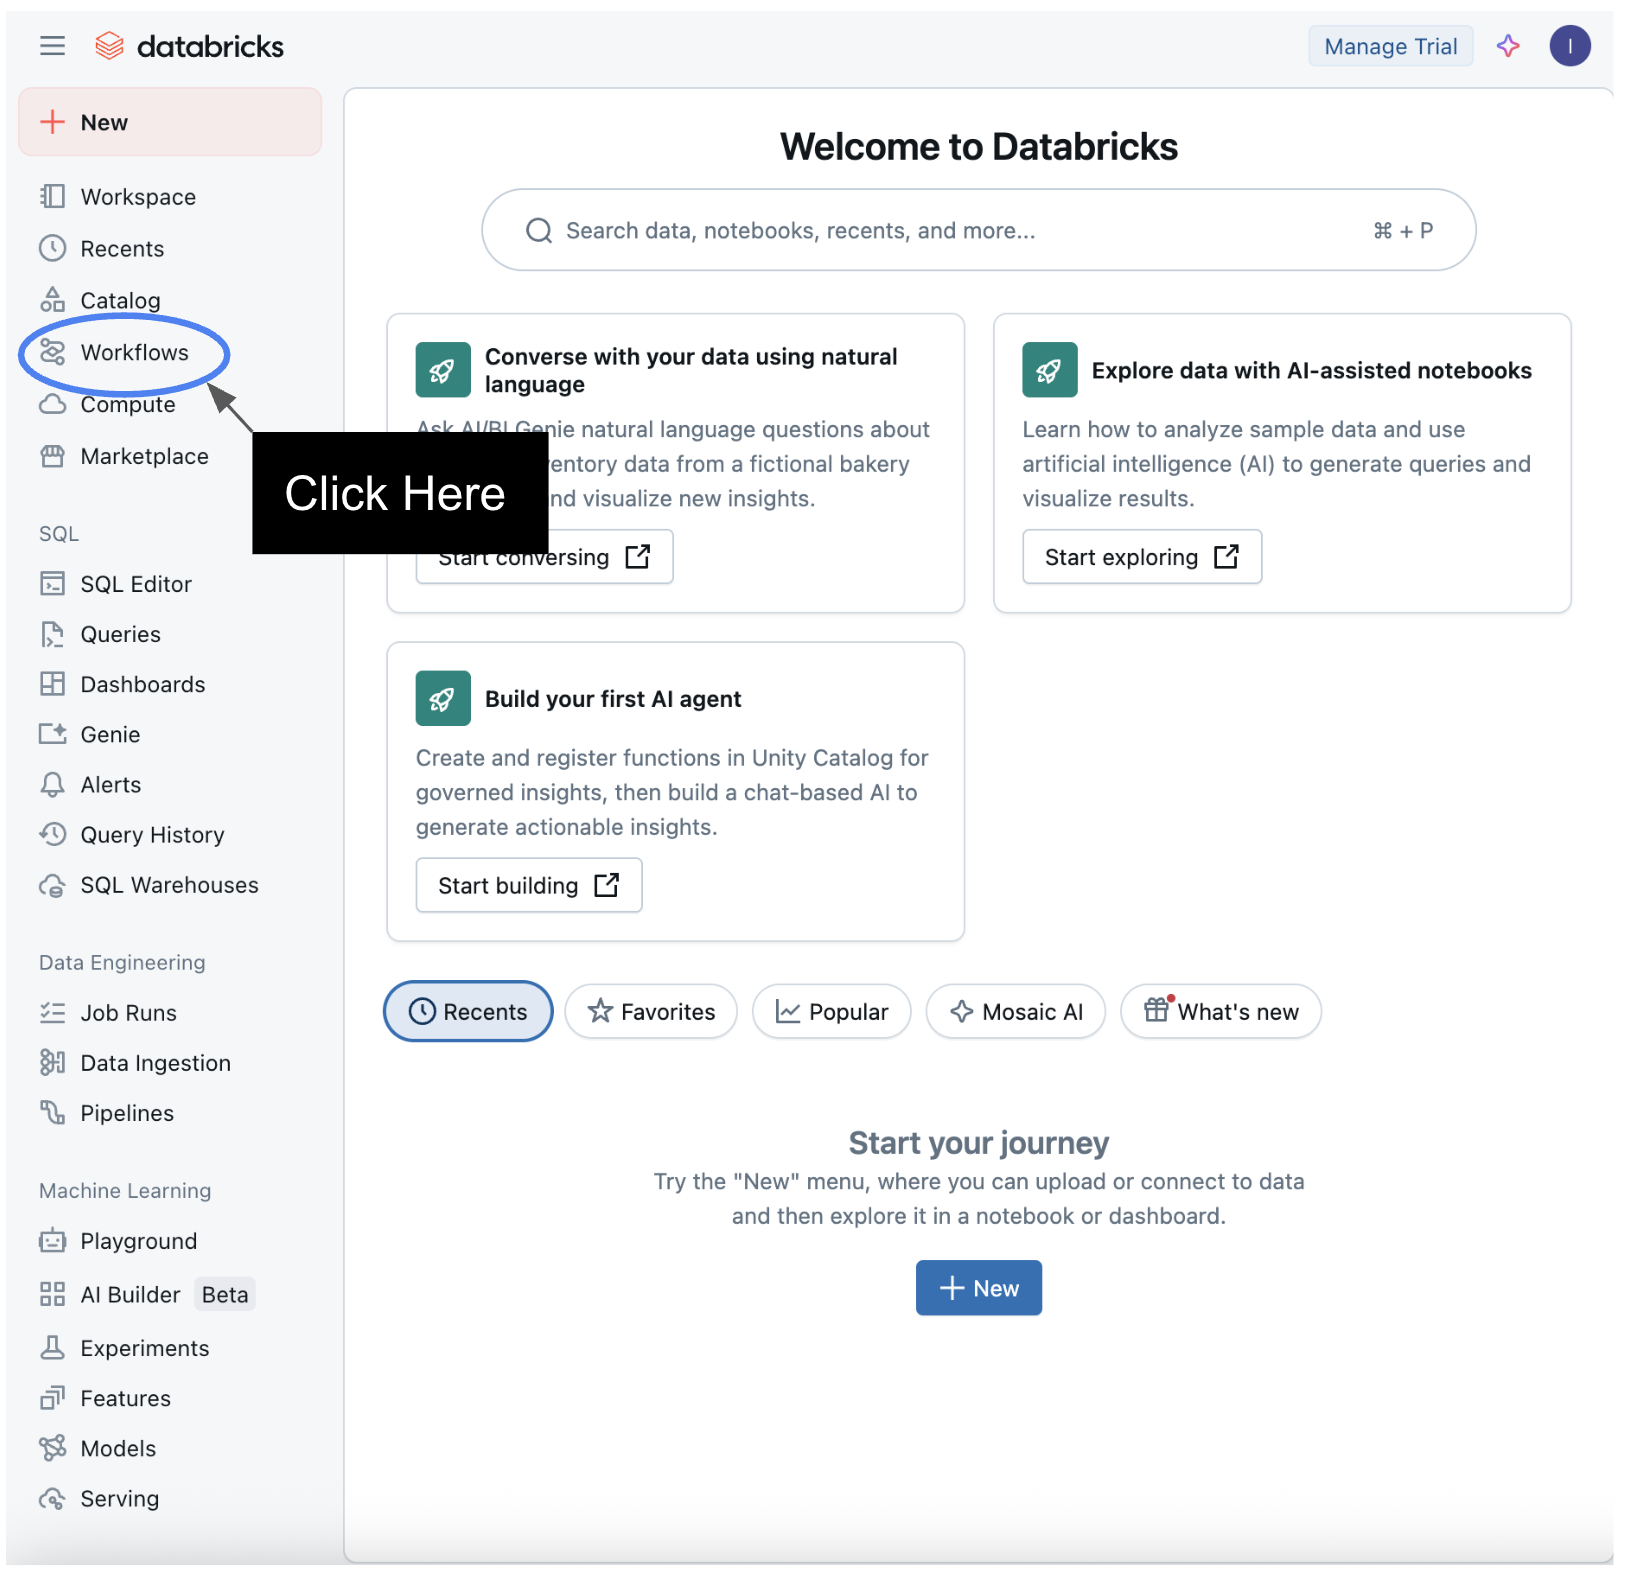 databricks
Manage Trial
I
New
Workspace
Recents
Catalog
Workflows
Compute
Marketplace
Click Here
SQL
SQL Editor
Queries
Dashboards
Genie
Alerts
Query History
SQL Warehouses
Data Engineering
Job Runs
Data Ingestion
Pipelines
Machine Learning
Playground
AI Builder Beta
Experiments
Features
Models
Serving
Welcome to Databricks
Search data, notebooks, recents, and more... ⌘ + P
Converse with your data using natural
language
Ask AI/BI Genie natural language questions about
data from a fictional bakery
visualize new insights.
Start conversing
Explore data with AI-assisted notebooks
Learn how to analyze sample data and use
artificial intelligence (AI) to generate queries and
visualize results.
Start exploring
Build your first AI agent
Create and register functions in Unity Catalog for
governed insights, then build a chat-based AI to
generate actionable insights.
Start building
Recents Favorites Popular Mosaic AI What's new
Start your journey
Try the "New" menu, where you can upload or connect to data
and then explore it in a notebook or dashboard.
New